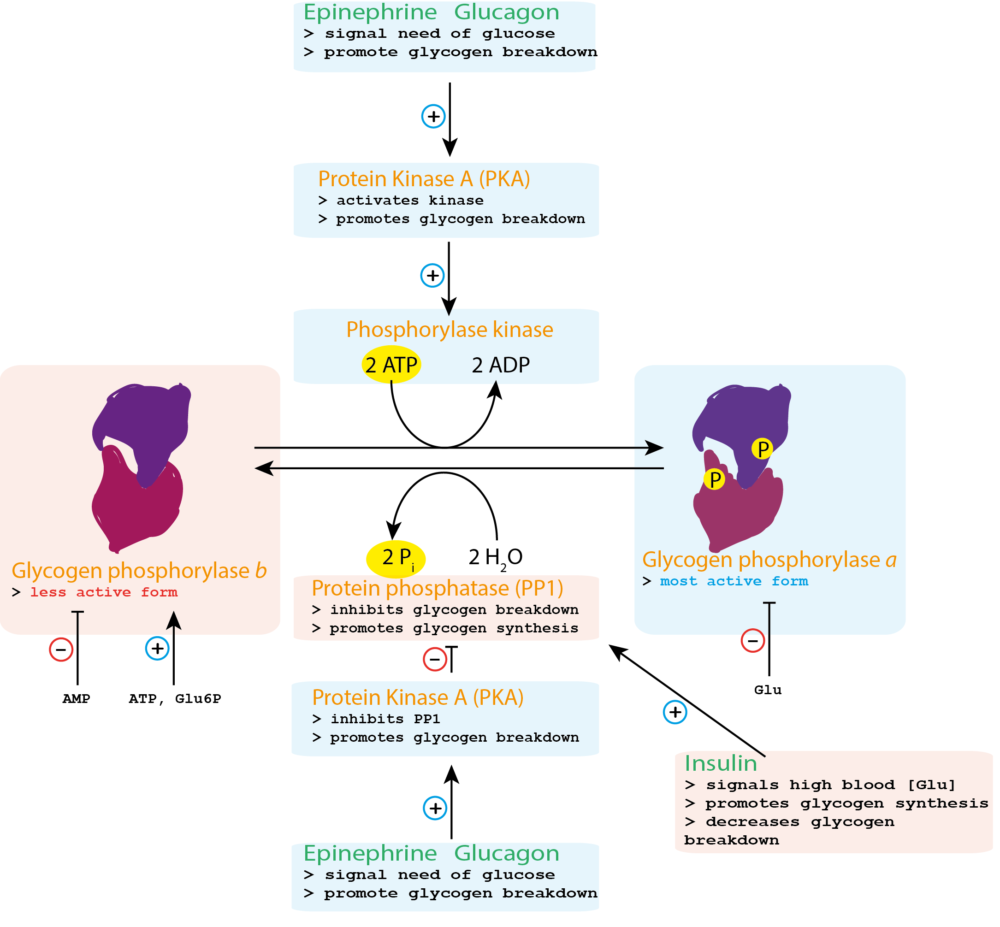 Epinephrine Glucagon
> signal need of glucose
> promote glycogen breakdown
+
Protein Kinase A (PKA)
> activates kinase
> promotes glycogen breakdown
+
Phosphorylase kinase
2 ATP 2 ADP
P
P
Glycogen phosphorylase b
> less active form
Glycogen phosphorylase a
> most active form
2 Pi 2 H2O
Protein phosphatase (PP1)
> inhibits glycogen breakdown
> promotes glycogen synthesis
−
+
−
−
AMP
ATP, Glu6P
Glu
Protein Kinase A (PKA)
> inhibits PP1
> promotes glycogen breakdown
+
+
Insulin
> signals high blood [Glu]
> promotes glycogen synthesis
> decreases glycogen
breakdown
Epinephrine Glucagon
> signal need of glucose
> promote glycogen breakdown